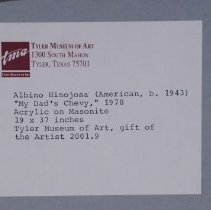 tma
TYLER MUSEUM OF ART
1300 SOUTH MAHON
TYLER, TEXAS 75701
Albino Hinojosa (American, b. 1943)
"My Dad's Chevy," 1978
Acrylic on Masonite
19 x 37 inches
Tyler Museum of Art, gift of
the Artist 2001.9